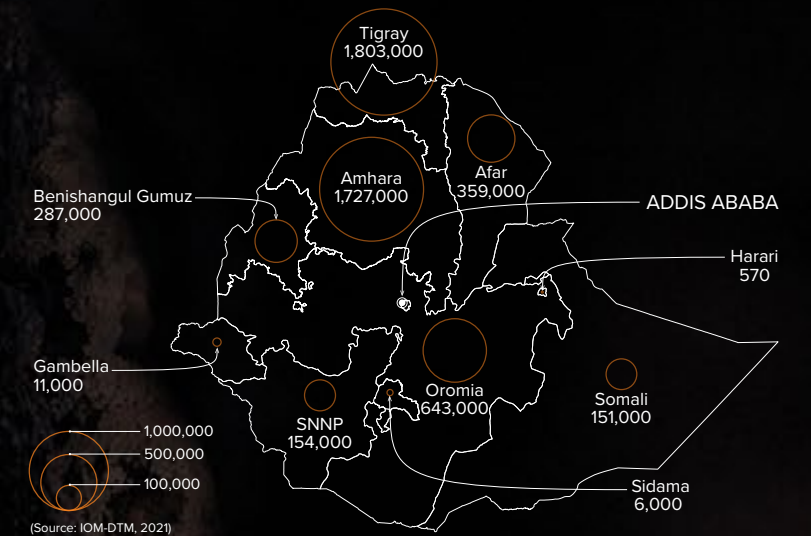 Tigray
1,803,000
Amhara
1,727,000
Afar
359,000
Benishangul Gumuz
287,000
ADDIS ABABA
Harari
570
Gambella
11,000
Oromia
643,000
Somali
151,000
SNNP
154,000
Sidama
6,000
1,000,000
500,000
100,000
(Source: IOM-DTM, 2021)